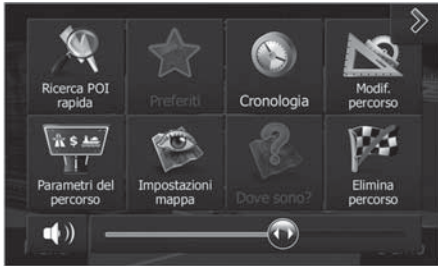 Ricerca POI
rapida
Preferiti
Cronologia
Modif.
percorso
Parametri del
percorso
Impostazioni
mappa
Dove sono?
Elimina
percorso